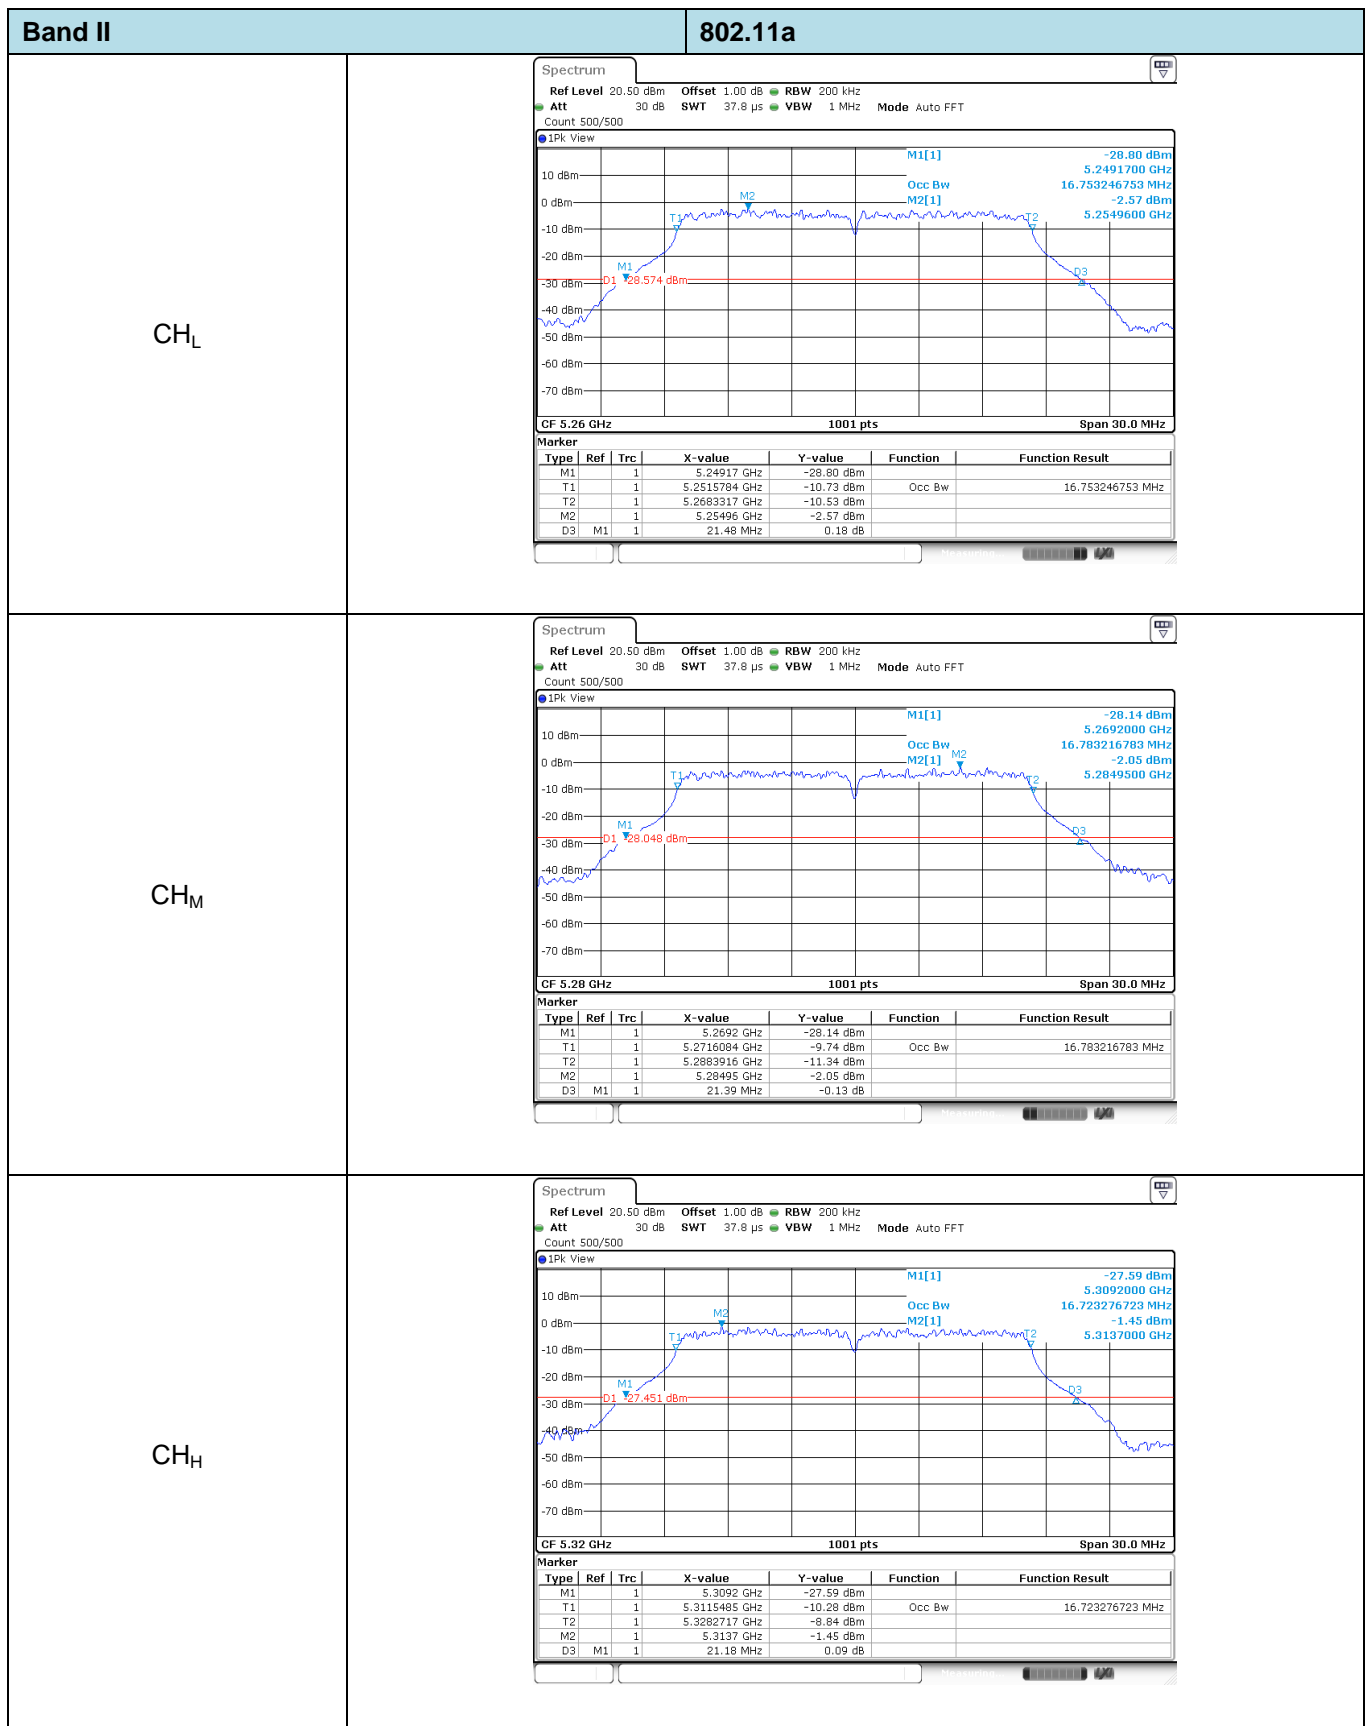 Band II 802.11a
CHL
Spectrum
Ref Level 20.50 dBm Offset 1.00 dB RBW 200 kHz
Att 30 dB SWT 37.8 µs VBW 1 MHz Mode Auto FFT
Count 500/500
1Pk View
M1[1] -28.80 dBm
5.2491700 GHz
10 dBm
Occ Bw 16.753246753 MHz
M2
M2[1] -2.57 dBm
0 dBm
T1 T2 5.2549600 GHz
-10 dBm
-20 dBm
M1 D3
D1 -28.574 dBm
-30 dBm
-40 dBm
-50 dBm
-60 dBm
-70 dBm
CF 5.26 GHz 1001 pts Span 30.0 MHz
Marker
Type Ref Trc X-value Y-value Function Function Result
M1 1 5.24917 GHz -28.80 dBm
T1 1 5.2515784 GHz -10.73 dBm Occ Bw 16.753246753 MHz
T2 1 5.2683317 GHz -10.53 dBm
M2 1 5.25496 GHz -2.57 dBm
D3 M1 1 21.48 MHz 0.18 dB
Measuring...
CHM
Spectrum
Ref Level 20.50 dBm Offset 1.00 dB RBW 200 kHz
Att 30 dB SWT 37.8 µs VBW 1 MHz Mode Auto FFT
Count 500/500
1Pk View
M1[1] -28.14 dBm
5.2692000 GHz
10 dBm
Occ Bw 16.783216783 MHz
M2
M2[1] -2.05 dBm
0 dBm
T1 T2 5.2849500 GHz
-10 dBm
-20 dBm
M1 D3
D1 -28.048 dBm
-30 dBm
-40 dBm
-50 dBm
-60 dBm
-70 dBm
CF 5.28 GHz 1001 pts Span 30.0 MHz
Marker
Type Ref Trc X-value Y-value Function Function Result
M1 1 5.2692 GHz -28.14 dBm
T1 1 5.2716084 GHz -9.74 dBm Occ Bw 16.783216783 MHz
T2 1 5.2883916 GHz -11.34 dBm
M2 1 5.28495 GHz -2.05 dBm
D3 M1 1 21.39 MHz -0.13 dB
Measuring...
CHH
Spectrum
Ref Level 20.50 dBm Offset 1.00 dB RBW 200 kHz
Att 30 dB SWT 37.8 µs VBW 1 MHz Mode Auto FFT
Count 500/500
1Pk View
M1[1] -27.59 dBm
5.3092000 GHz
10 dBm
Occ Bw 16.723276723 MHz
M2
M2[1] -1.45 dBm
0 dBm
T1 T2 5.3137000 GHz
-10 dBm
-20 dBm
M1 D3
D1 -27.451 dBm
-30 dBm
-40 dBm
-50 dBm
-60 dBm
-70 dBm
CF 5.32 GHz 1001 pts Span 30.0 MHz
Marker
Type Ref Trc X-value Y-value Function Function Result
M1 1 5.3092 GHz -27.59 dBm
T1 1 5.3115485 GHz -10.28 dBm Occ Bw 16.723276723 MHz
T2 1 5.3282717 GHz -8.84 dBm
M2 1 5.3137 GHz -1.45 dBm
D3 M1 1 21.18 MHz 0.09 dB
Measuring...